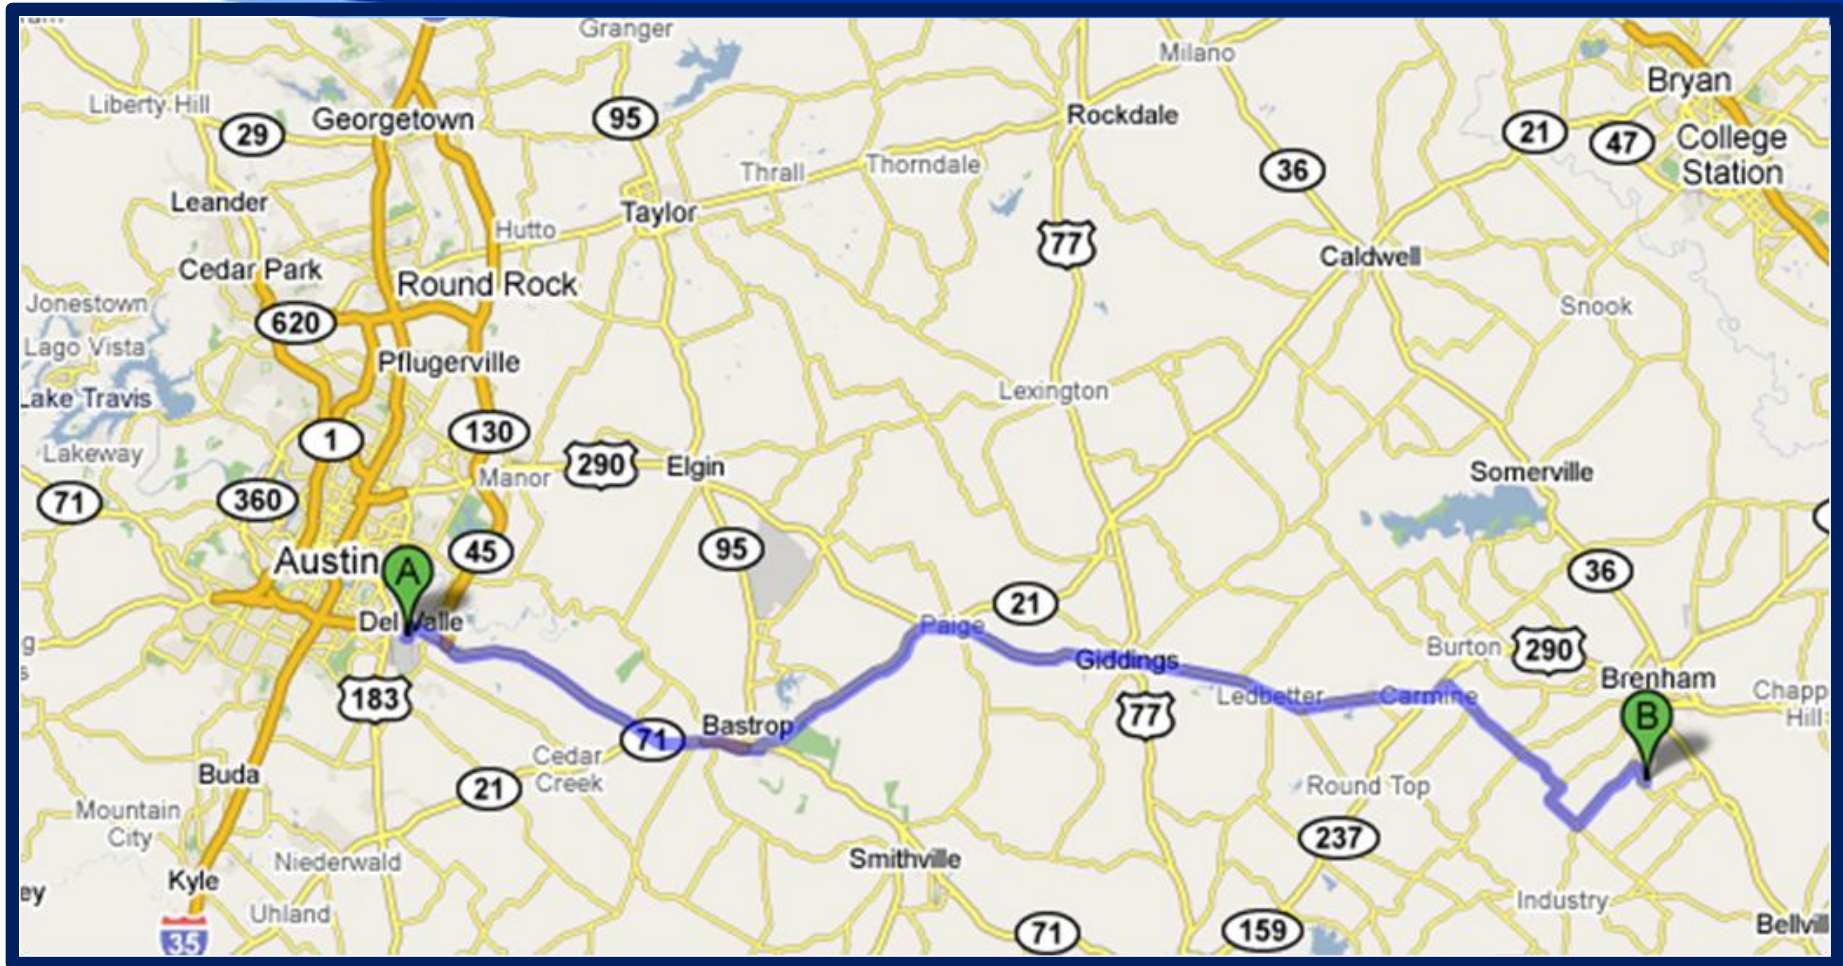 Granger
Milano
Bryan
Liberty Hill
29
Georgetown
95
Rockdale
21
47
College
Station
Thrall
Thorndale
36
Leander
Taylor
Hutto
77
Caldwell
Cedar Park
Round Rock
Jonestown
620
Snook
Lago Vista
Pflugerville
Lake Travis
Lexington
1
130
Lakeway
Manor
290
Elgin
Somerville
71
360
Austin
A
45
95
36
Del Valle
Paige
21
Burton
290
Giddings
Brenham
183
Ledbetter
Carmine
Chapp
Hill
77
B
71
Bastrop
Cedar
Creek
Buda
21
Round Top
Mountain
City
237
Niederwald
Smithville
Kyle
ey
Uhland
Industry
Bellvill
35
71
159